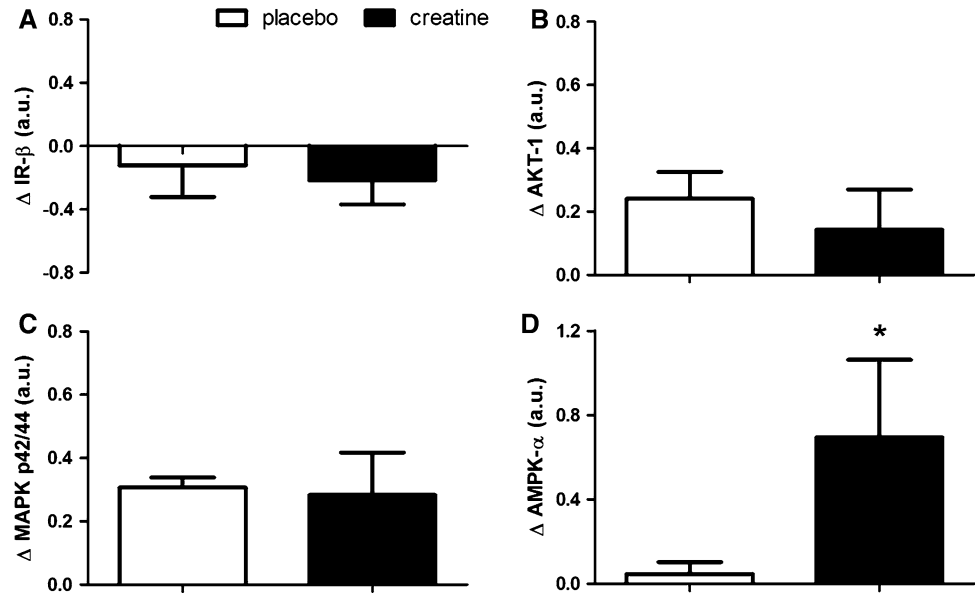 A
placebo
creatine
Δ IR-β (a.u.)
0.8
0.4
0.0
-0.4
-0.8
B
Δ AKT-1 (a.u.)
0.8
0.6
0.4
0.2
0.0
C
Δ MAPK p42/44 (a.u.)
0.8
0.6
0.4
0.2
0.0
D
Δ AMPK-α (a.u.)
1.2
0.8
0.4
0.0
*